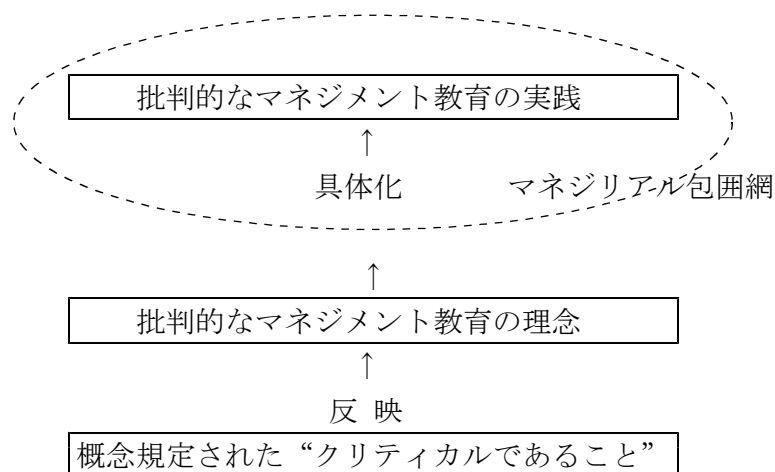 批判的なマネジメント教育の実践
↑
具体化 マネジリアル包囲網
↑
批判的なマネジメント教育の理念
↑
反 映
概念規定された“クリティカルであること”